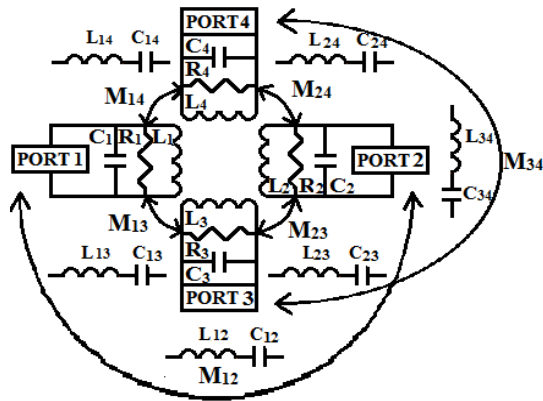 PORT4
L14 C14
C4
L24 C24
R4
M14
L4
M24
PORT 1
C1 R1 L1
L2 R2 C2
PORT 2
L34
M34
C34
M13
L3
M23
R3
L13 C13
C3
L23 C23
PORT 3
L12 C12
M12